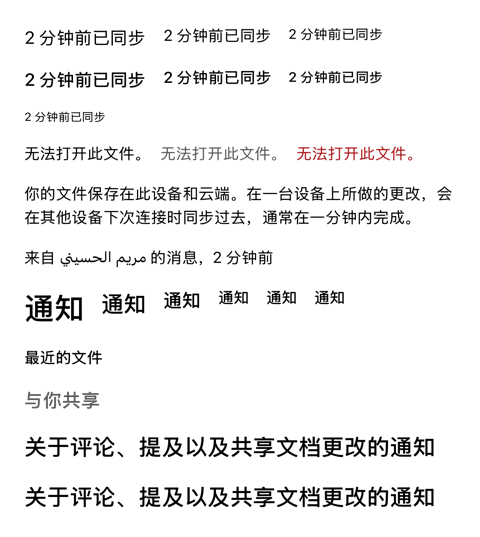 2 分钟前已同步 2 分钟前已同步 2 分钟前已同步
2 分钟前已同步 2 分钟前已同步 2 分钟前已同步
2 分钟前已同步
无法打开此文件。 无法打开此文件。 无法打开此文件。
你的文件保存在此设备和云端。在一台设备上所做的更改，会
在其他设备下次连接时同步过去，通常在一分钟内完成。
来自 مريم الحسيني 的消息，2 分钟前
通知 通知 通知 通知 通知 通知
最近的文件
与你共享
关于评论、提及以及共享文档更改的通知
关于评论、提及以及共享文档更改的通知